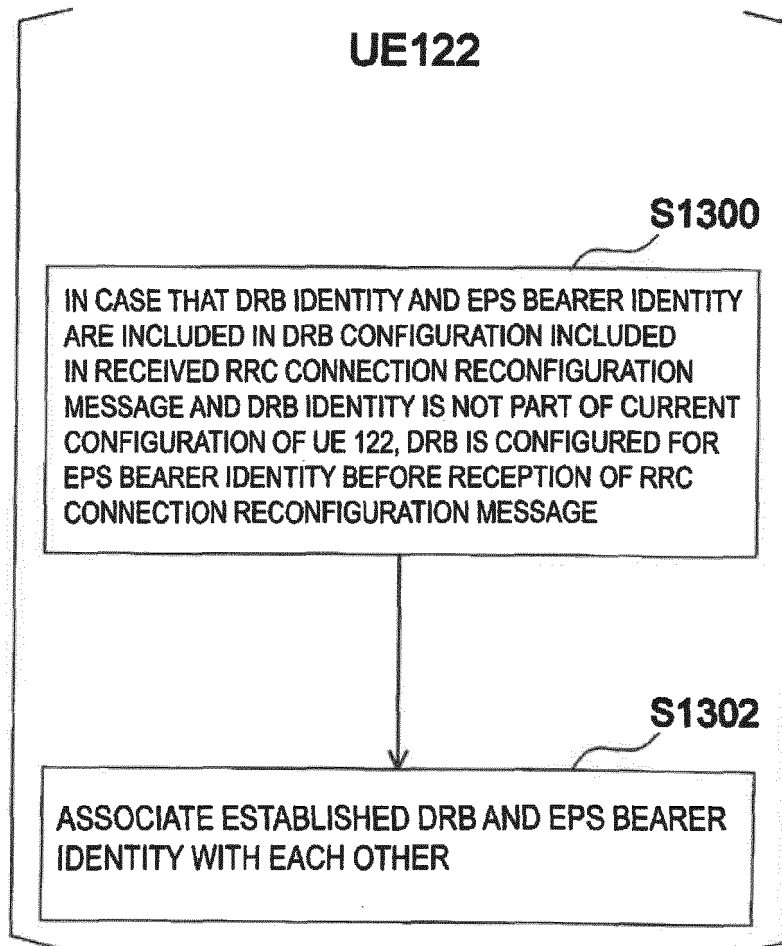 UE122
S1300
IN CASE THAT DRB IDENTITY AND EPS BEARER IDENTITY
ARE INCLUDED IN DRB CONFIGURATION INCLUDED
IN RECEIVED RRC CONNECTION RECONFIGURATION
MESSAGE AND DRB IDENTITY IS NOT PART OF CURRENT
CONFIGURATION OF UE 122, DRB IS CONFIGURED FOR
EPS BEARER IDENTITY BEFORE RECEPTION OF RRC
CONNECTION RECONFIGURATION MESSAGE
S1302
ASSOCIATE ESTABLISHED DRB AND EPS BEARER
IDENTITY WITH EACH OTHER